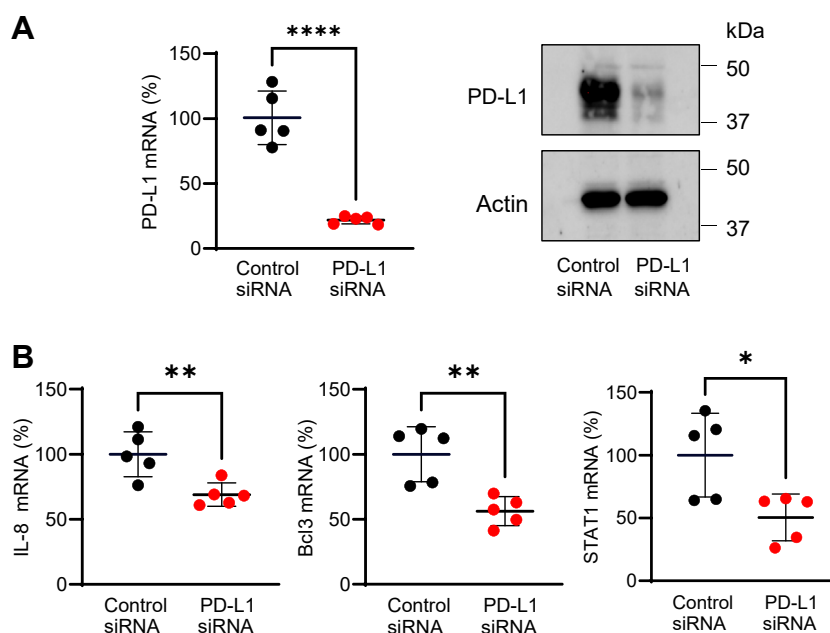 A
****
150
100
50
0
PD-L1 mRNA (%)
Control
siRNA
PD-L1
siRNA
kDa
PD-L1
50
37
Actin
50
37
Control
siRNA
PD-L1
siRNA
B
**
150
100
50
0
IL-8 mRNA (%)
Control
siRNA
PD-L1
siRNA
**
150
100
50
0
Bcl3 mRNA (%)
Control
siRNA
PD-L1
siRNA
*
150
100
50
0
STAT1 mRNA (%)
Control
siRNA
PD-L1
siRNA